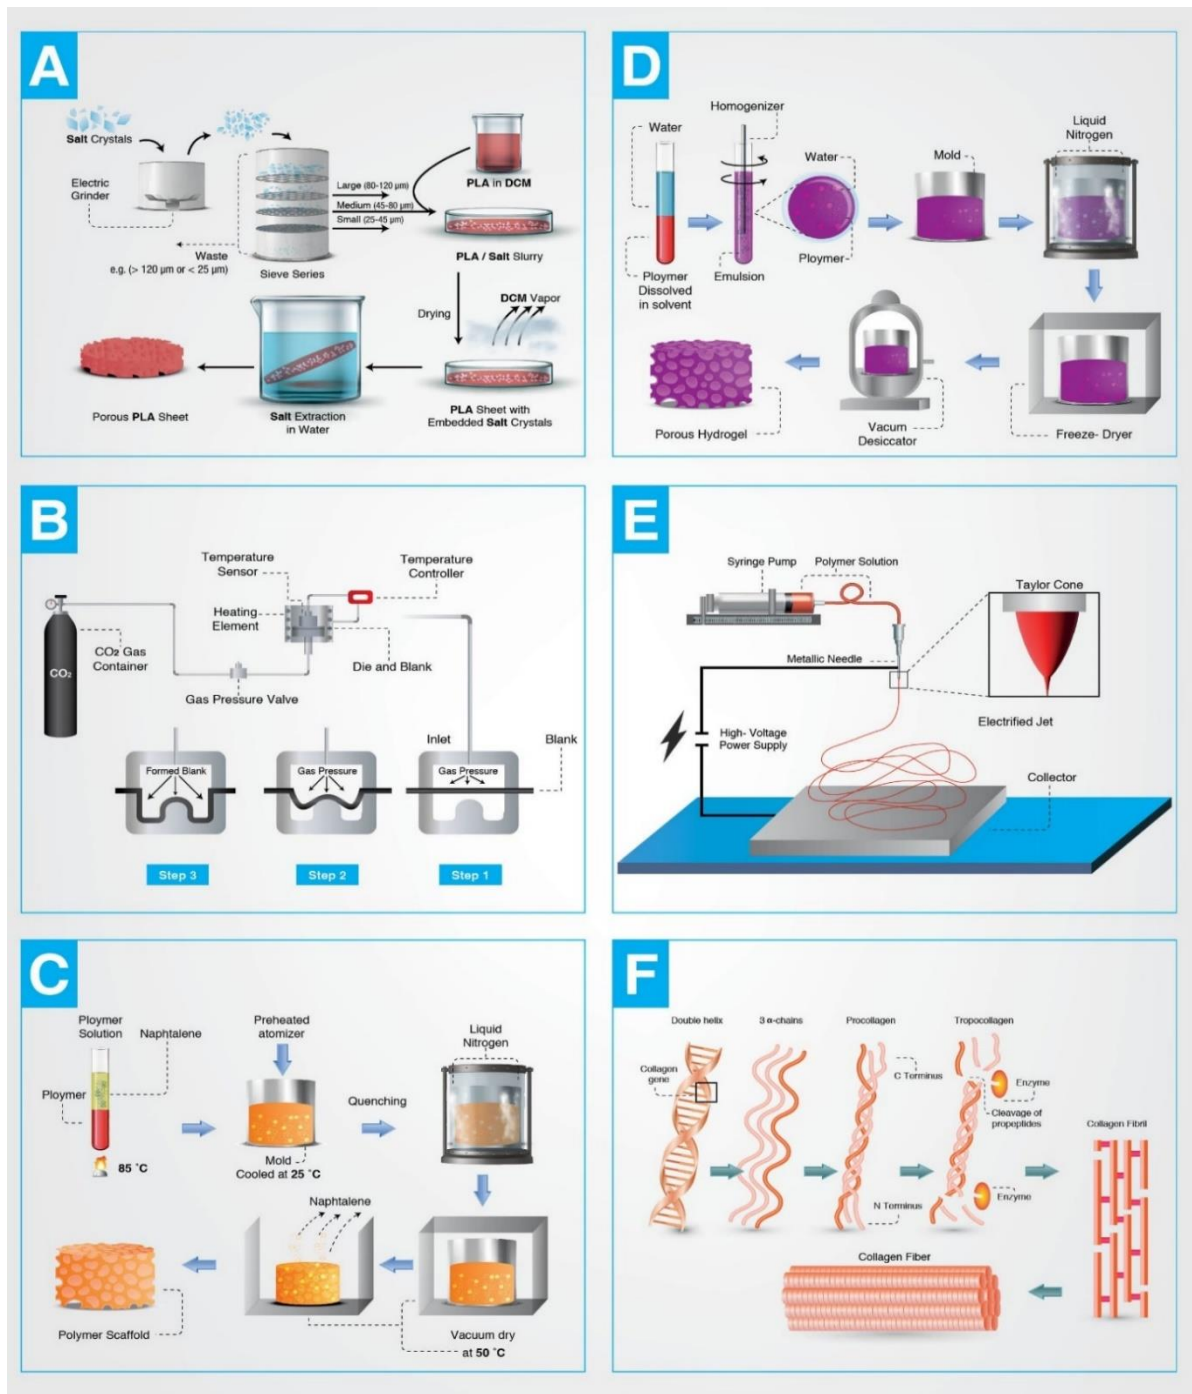 A
Salt Crystals
Electric
Grinder
Waste
e.g. (> 120 µm or < 25 µm)
Sieve Series
Large (80-120 µm)
Medium (45-80 µm)
Small (25-45 µm)
PLA in DCM
PLA / Salt Slurry
Drying
DCM Vapor
PLA Sheet with
Embedded Salt Crystals
Salt Extraction
in Water
Porous PLA Sheet
D
Water
Ploymer
Dissolved
in solvent
Homogenizer
Emulsion
Water
Ploymer
Mold
Liquid
Nitrogen
Freeze- Dryer
Vacum
Desiccator
Porous Hydrogel
B
CO₂
CO₂ Gas
Container
Gas Pressure Valve
Temperature
Sensor
Heating
Element
Temperature
Controller
Die and Blank
Inlet
Blank
Formed Blank
Gas Pressure
Gas Pressure
Step 3
Step 2
Step 1
E
Syringe Pump
Polymer Solution
Metallic Needle
Taylor Cone
Electrified Jet
High- Voltage
Power Supply
Collector
C
Ploymer
Solution
Naphtalene
Ploymer
85 ˚C
Preheated
atomizer
Mold
Cooled at 25 ˚C
Quenching
Liquid
Nitrogen
Vacuum dry
at 50 ˚C
Naphtalene
Polymer Scaffold
F
Double helix
Collagen
gene
3 α-chains
Procollagen
C Terminus
N Terminus
Tropocollagen
Enzyme
Cleavage of
propeptides
Enzyme
Collagen Fibril
Collagen Fiber